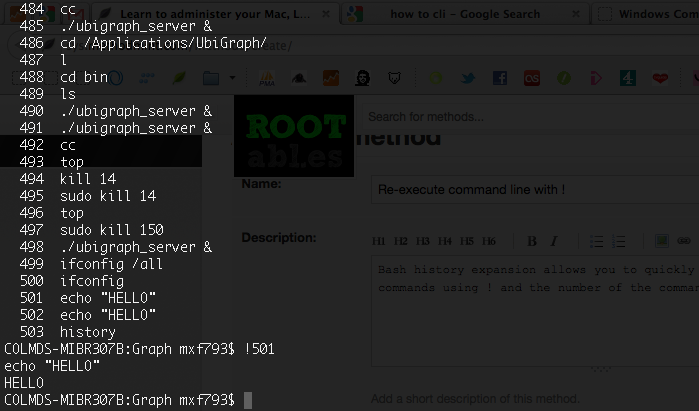 484 cc
485 ./ubigraph_server &
486 cd /Applications/UbiGraph/
487 l
488 cd bin
489 ls
490 ./ubigraph_server &
491 ./ubigraph_server &
492 cc
493 top
494 kill 14
495 sudo kill 14
496 top
497 sudo kill 150
498 ./ubigraph_server &
499 ifconfig /all
500 ifconfig
501 echo "HELLO"
502 echo "HELLO"
503 history
COLMDS-MIBR307B:Graph mxf793$ !501
echo "HELLO"
HELLO
COLMDS-MIBR307B:Graph mxf793$
Learn to administer your Mac, L
how to cli – Google Search
Windows Com
eate/
PMA
ROOT
abl.es
Search for methods...
method
Name:
Re-execute command line with !
Description:
H1 H2 H3 H4 H5 H6 B I
Bash history expansion allows you to quickly
commands using ! and the number of the comman
Add a short description of this method.